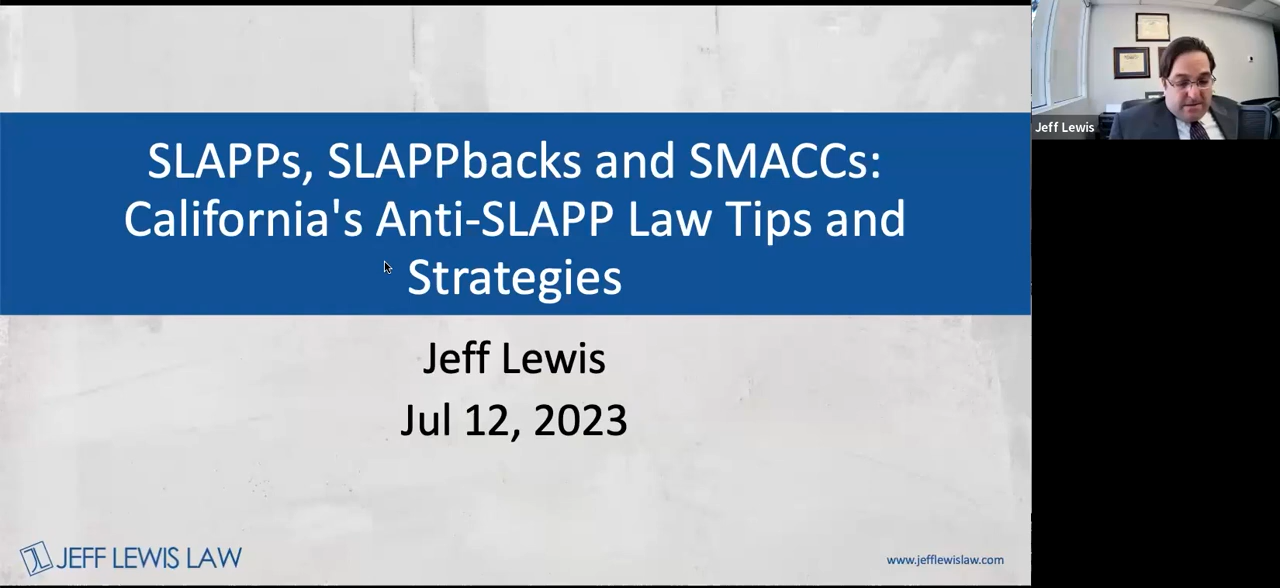 SLAPPs, SLAPPbacks and SMACCs:
California's Anti-SLAPP Law Tips and
Strategies
Jeff Lewis
Jul 12, 2023
JEFF LEWIS LAW
www.jefflewislaw.com
Jeff Lewis